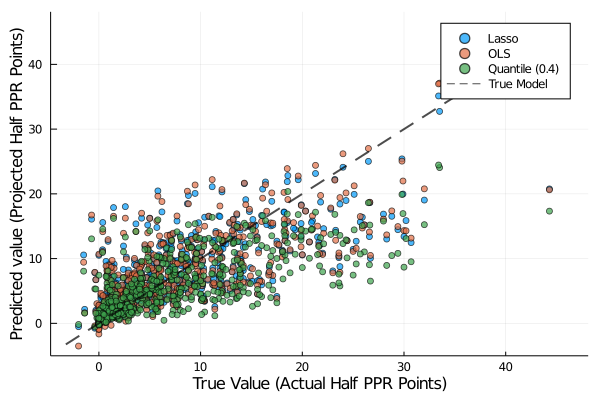 Lasso
OLS
Quantile (0.4)
True Model
Predicted value (Projected Half PPR Points)
40
30
20
10
0
0 10 20 30 40
True Value (Actual Half PPR Points)